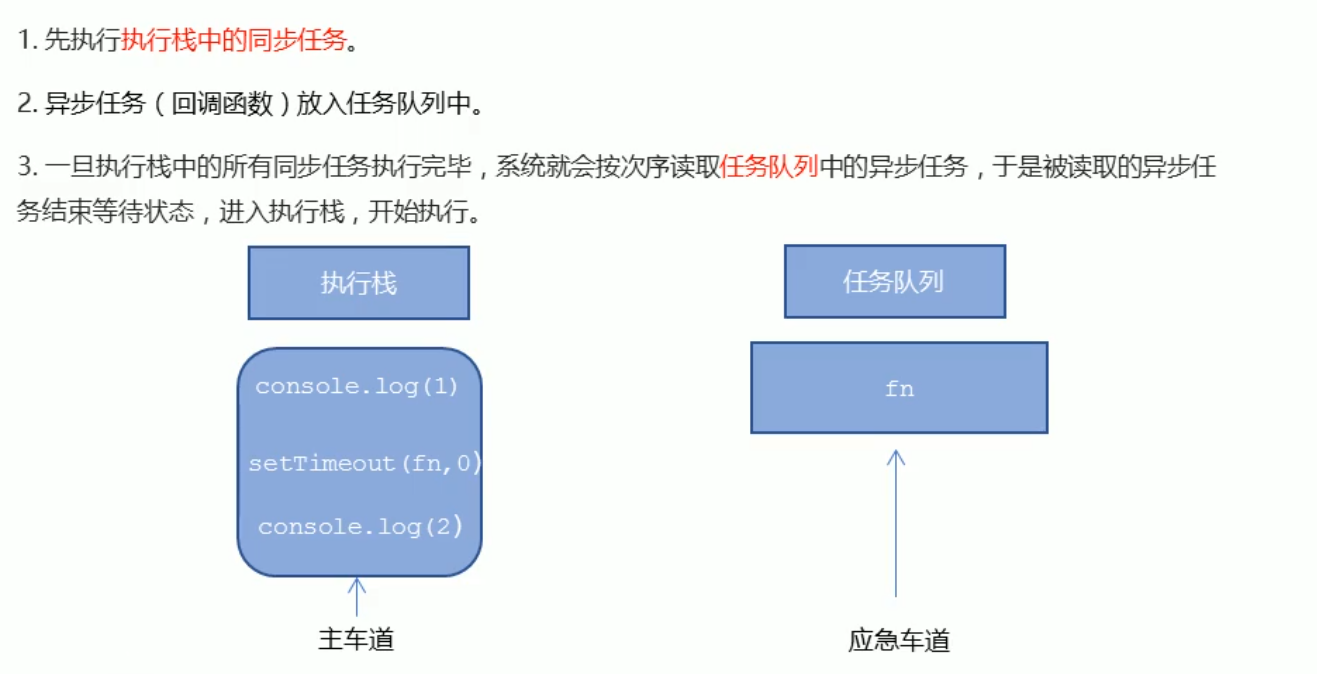 1. 先执行执行栈中的同步任务。
2. 异步任务（回调函数）放入任务队列中。
3. 一旦执行栈中的所有同步任务执行完毕，系统就会按次序读取任务队列中的异步任务，于是被读取的异步任
务结束等待状态，进入执行栈，开始执行。
执行栈
任务队列
console.log(1)
setTimeout(fn,0)
console.log(2)
fn
主车道
应急车道